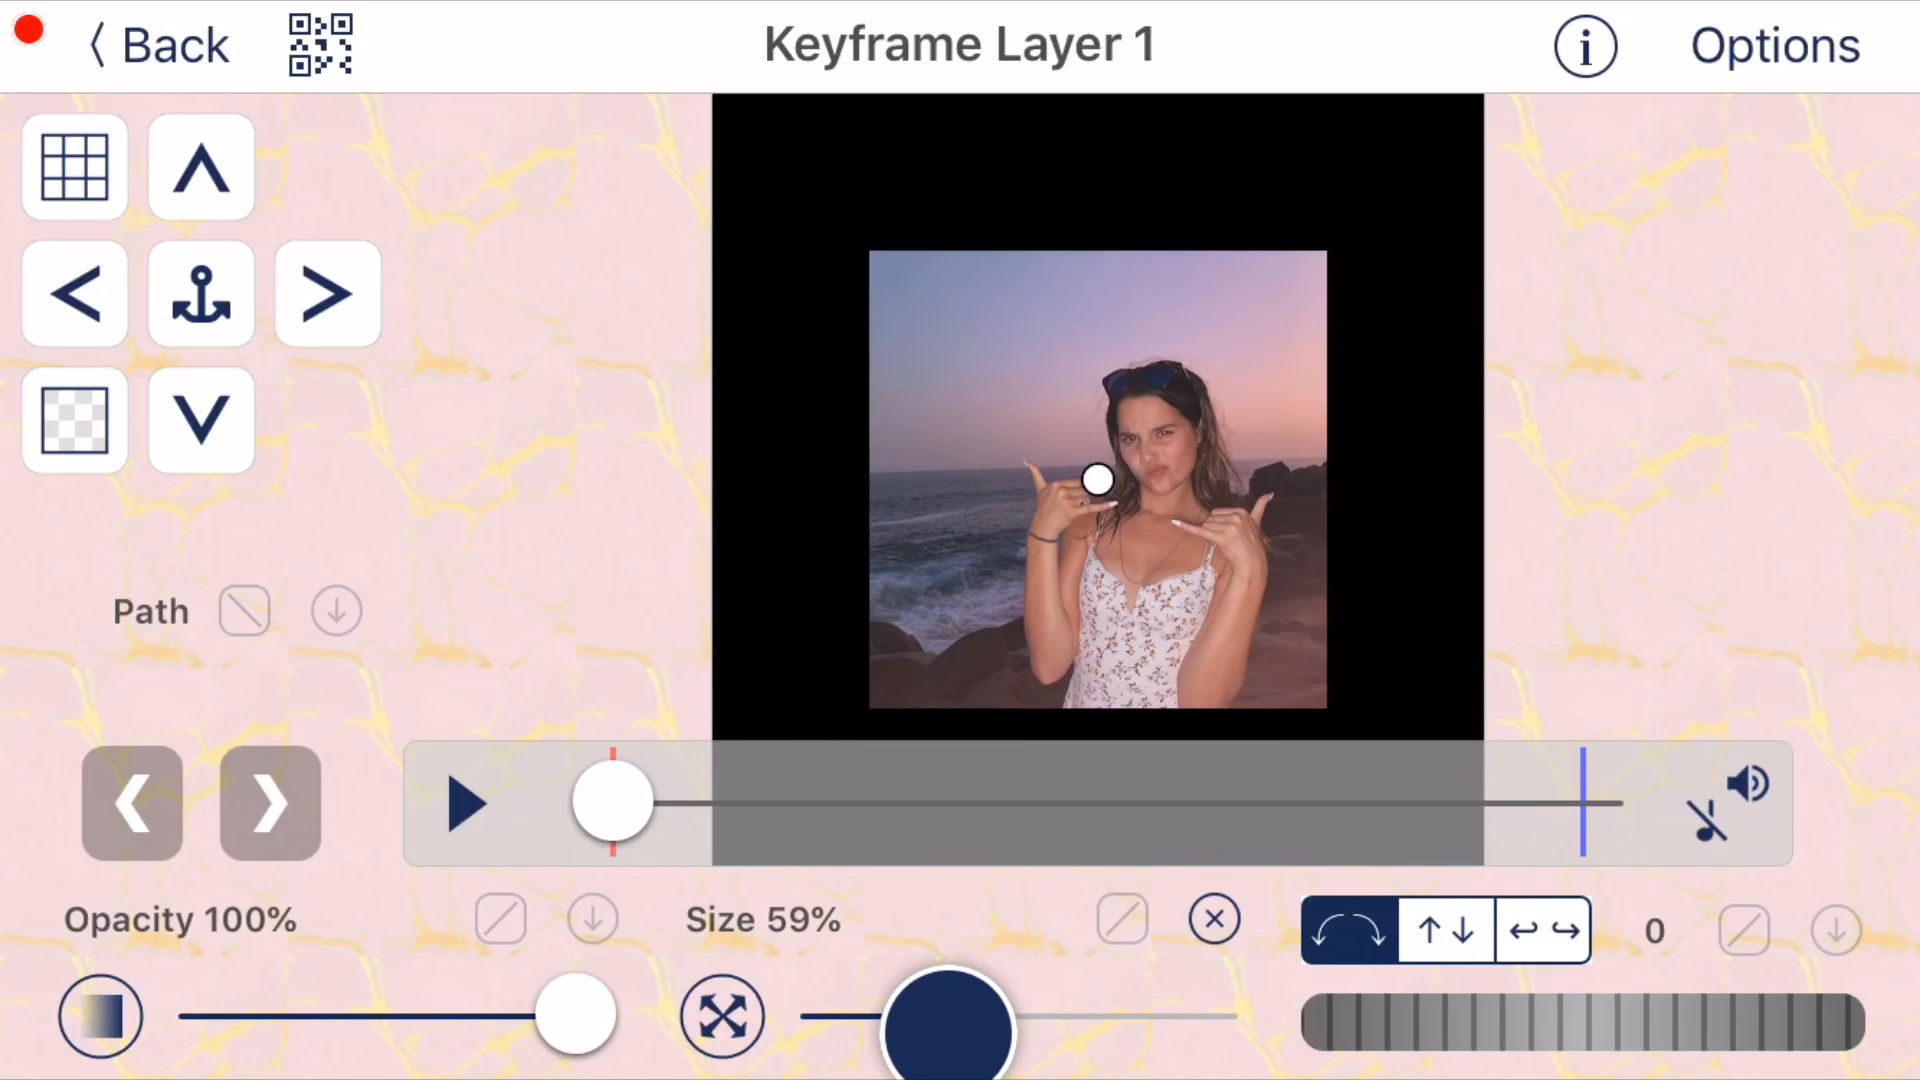 Back
Keyframe Layer 1
i
Options
Path
Opacity 100%
Size 59%
0